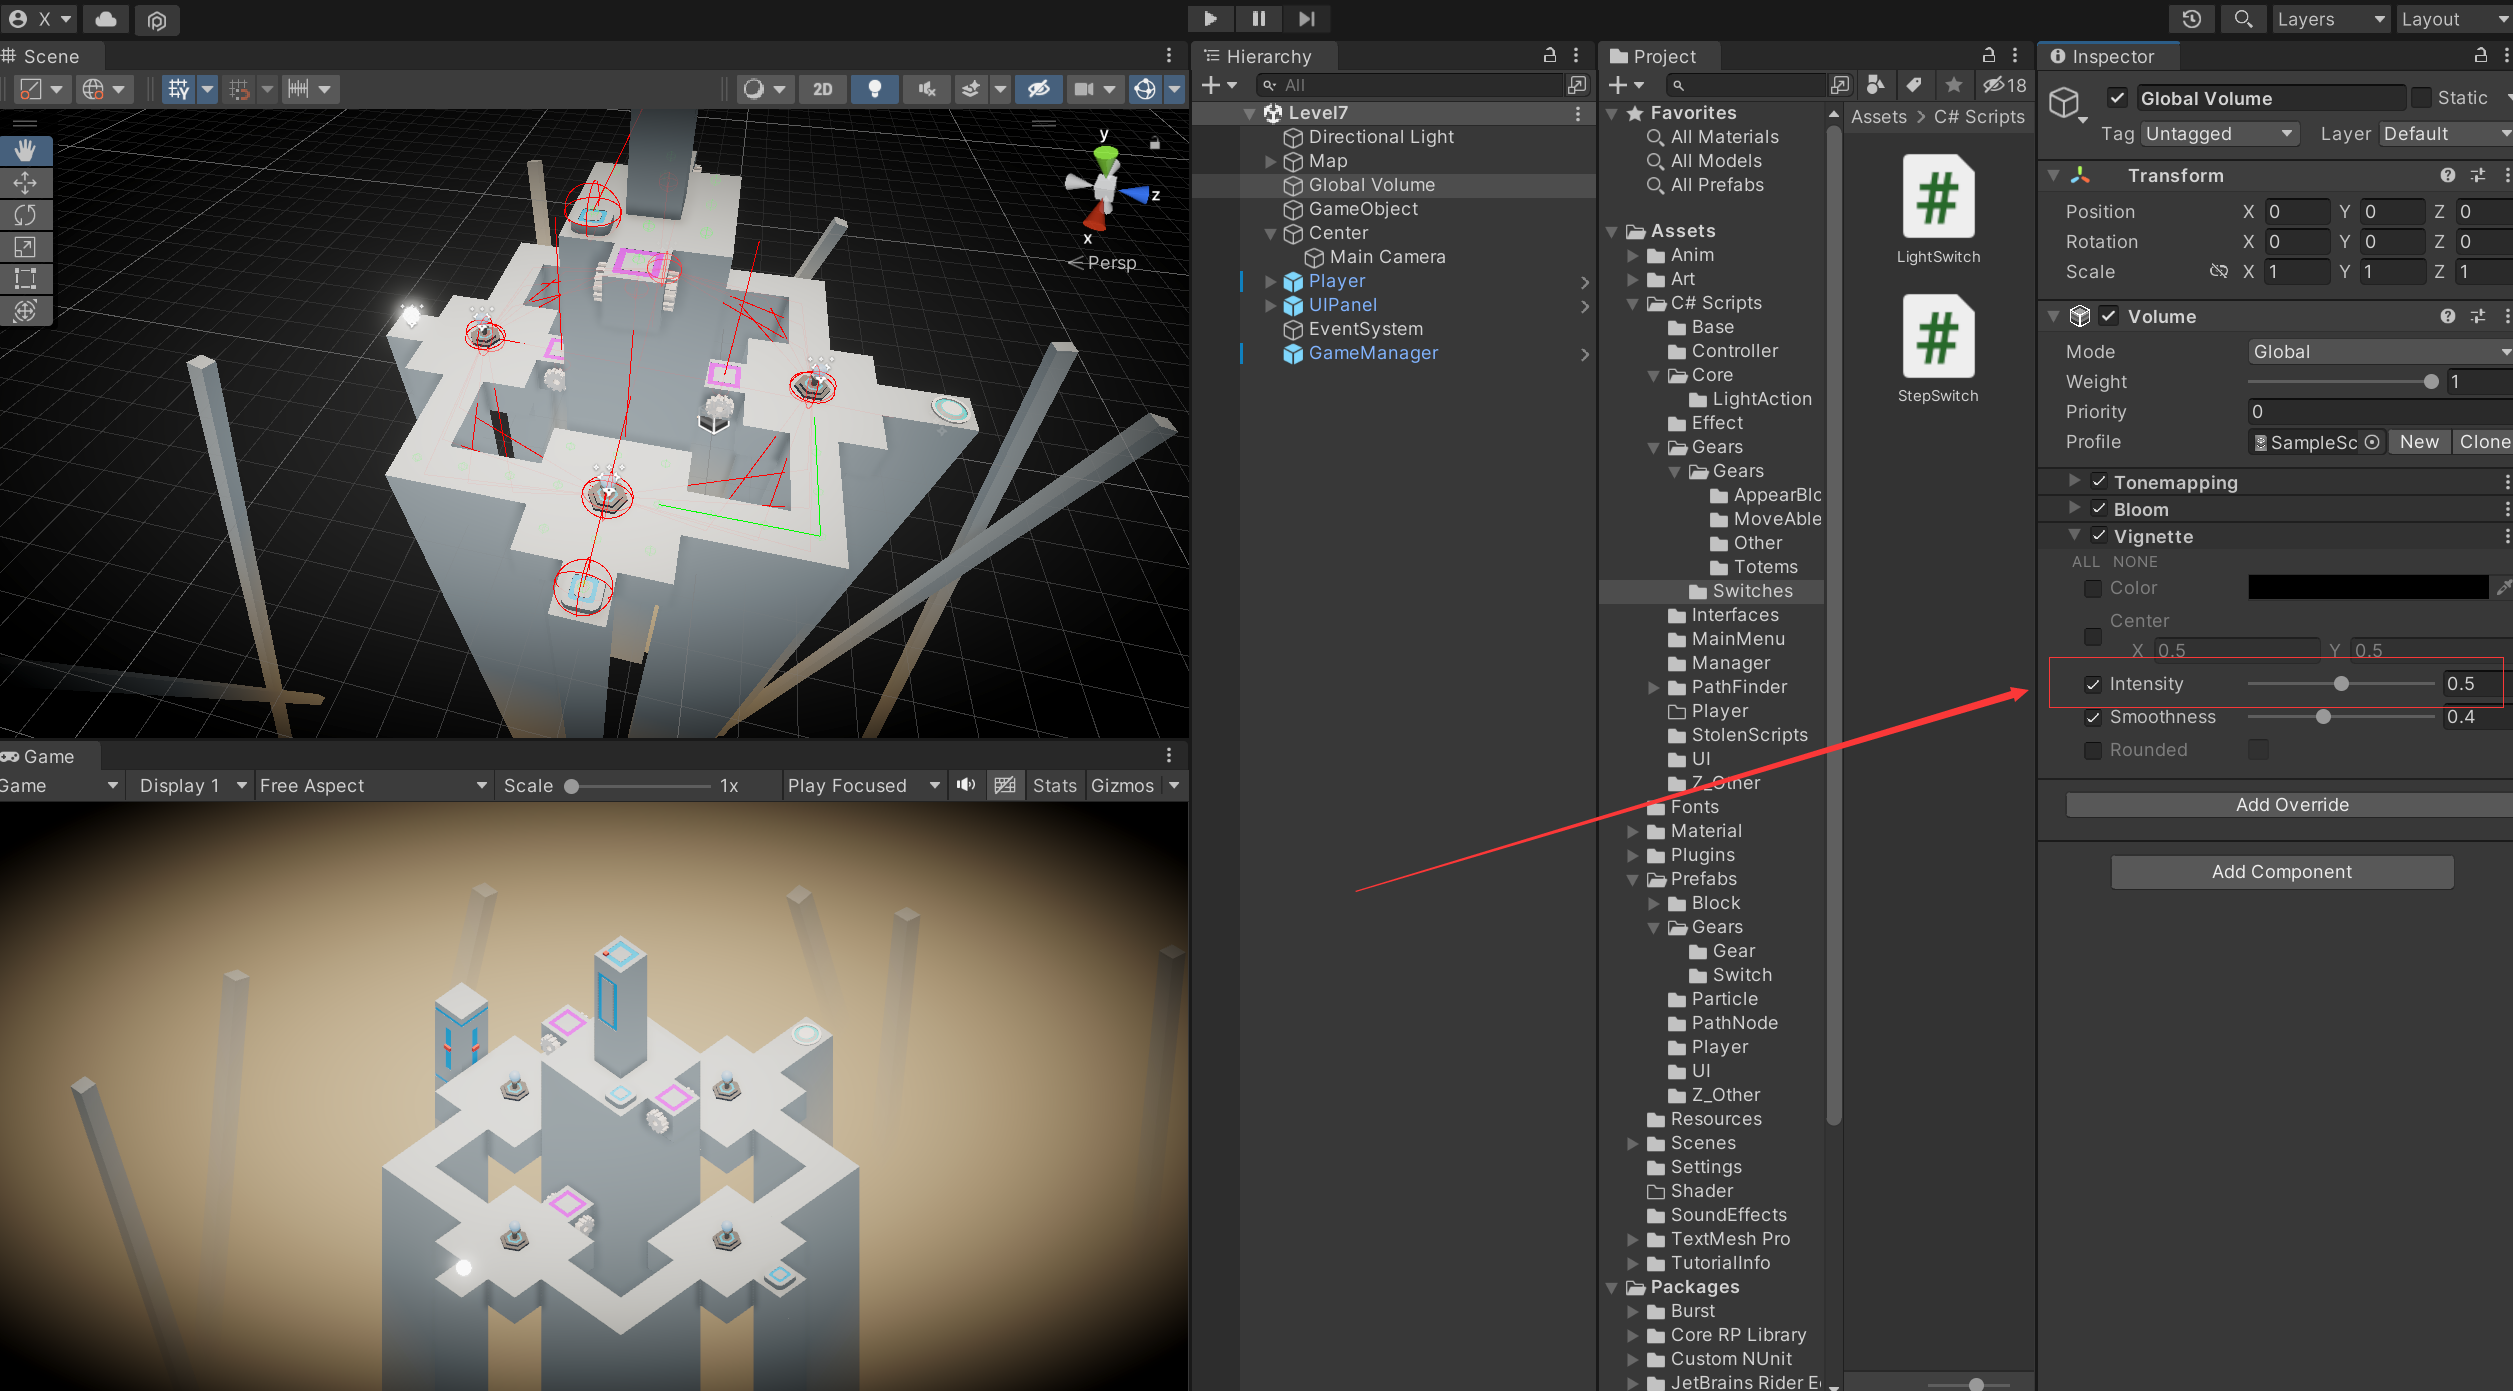 X
Layers
Layout
Scene
2D
y
z
x
Persp
Game
Game
Display 1
Free Aspect
Scale
1x
Play Focused
Stats
Gizmos
Hierarchy
All
Level7
Directional Light
Map
Global Volume
GameObject
Center
Main Camera
Player
UIPanel
EventSystem
GameManager
Project
18
Favorites
All Materials
All Models
All Prefabs
Assets
Anim
Art
C# Scripts
Base
Controller
Core
LightAction
Effect
Gears
Gears
AppearBlo
MoveAble
Other
Totems
Switches
Interfaces
MainMenu
Manager
PathFinder
Player
StolenScripts
UI
Z_Other
Fonts
Material
Plugins
Prefabs
Block
Gears
Gear
Switch
Particle
PathNode
Player
UI
Z_Other
Resources
Scenes
Settings
Shader
SoundEffects
TextMesh Pro
TutorialInfo
Packages
Burst
Core RP Library
Custom NUnit
JetBrains Rider E
Assets > C# Scripts
#
LightSwitch
#
StepSwitch
Inspector
Global Volume
Static
Tag Untagged Layer Default
Transform
Position X 0 Y 0 Z 0
Rotation X 0 Y 0 Z 0
Scale X 1 Y 1 Z 1
Volume
Mode Global
Weight 1
Priority 0
Profile SampleSc New Clone
Tonemapping
Bloom
Vignette
ALL NONE
Color
Center
X 0.5 Y 0.5
Intensity 0.5
Smoothness 0.4
Rounded
Add Override
Add Component